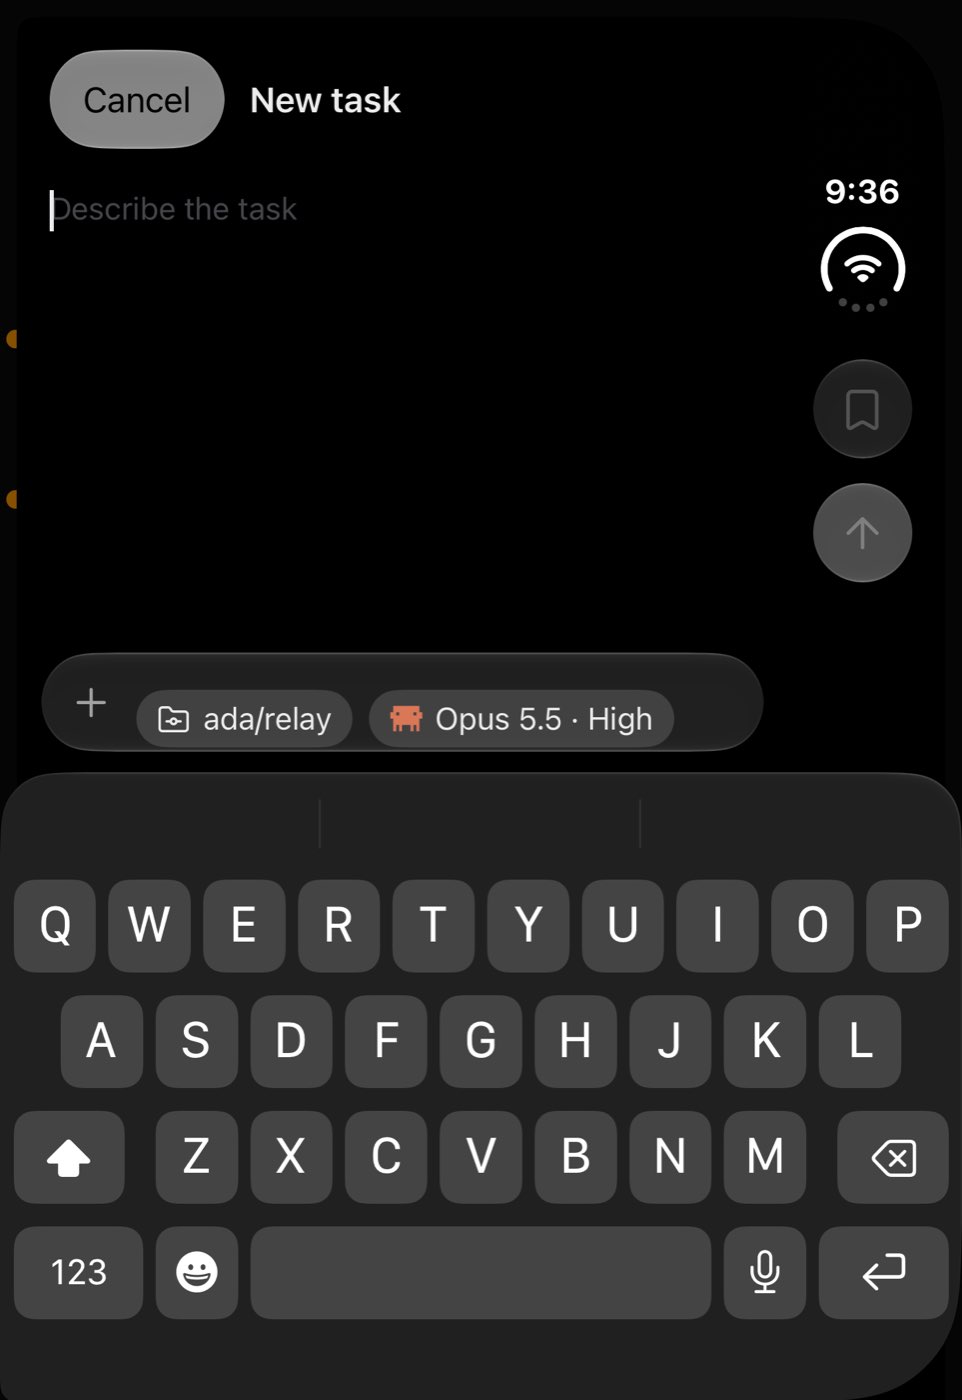 Cancel New task
Describe the task
9:36
ada/relay Opus 5.5 · High
Q W E R T Y U I O P
A S D F G H J K L
Z X C V B N M
123